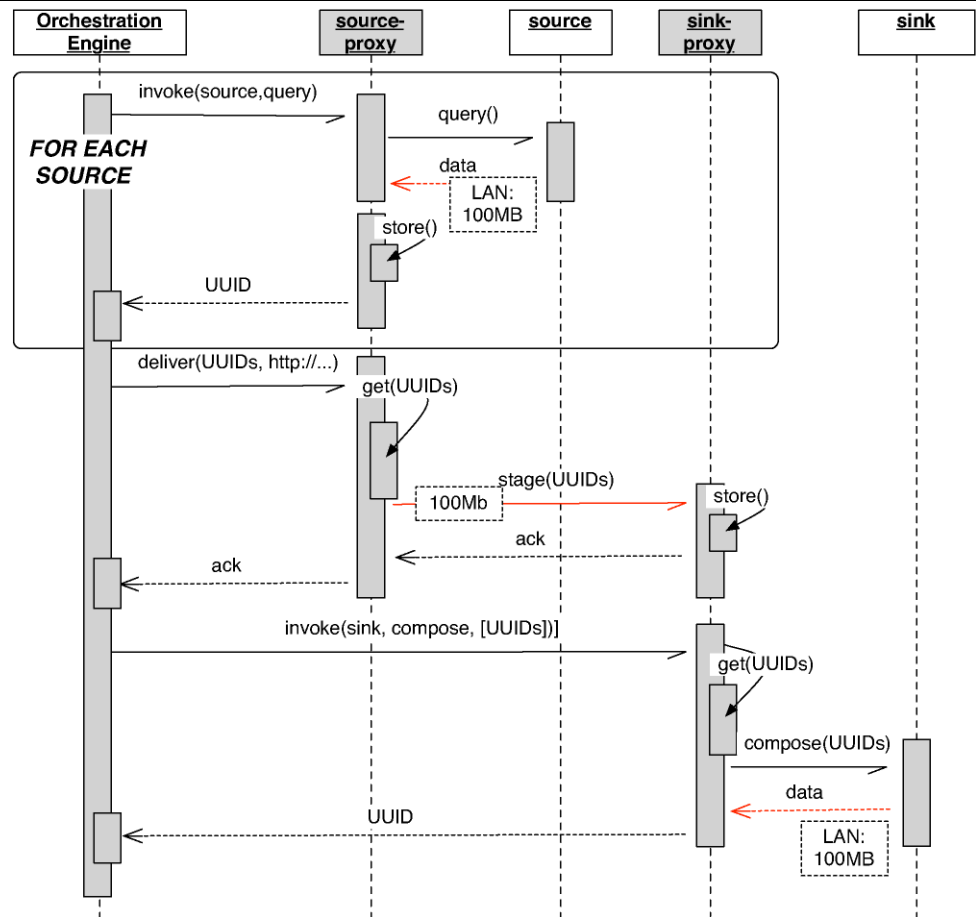 Orchestration
Engine
source-
proxy
source
sink-
proxy
sink
invoke(source,query)
query()
FOR EACH
SOURCE
data
LAN:
100MB
store()
UUID
deliver(UUIDs, http://...)
get(UUIDs)
stage(UUIDs)
100Mb
store()
ack
ack
invoke(sink, compose, [UUIDs])]
get(UUIDs)
compose(UUIDs)
data
UUID
LAN:
100MB